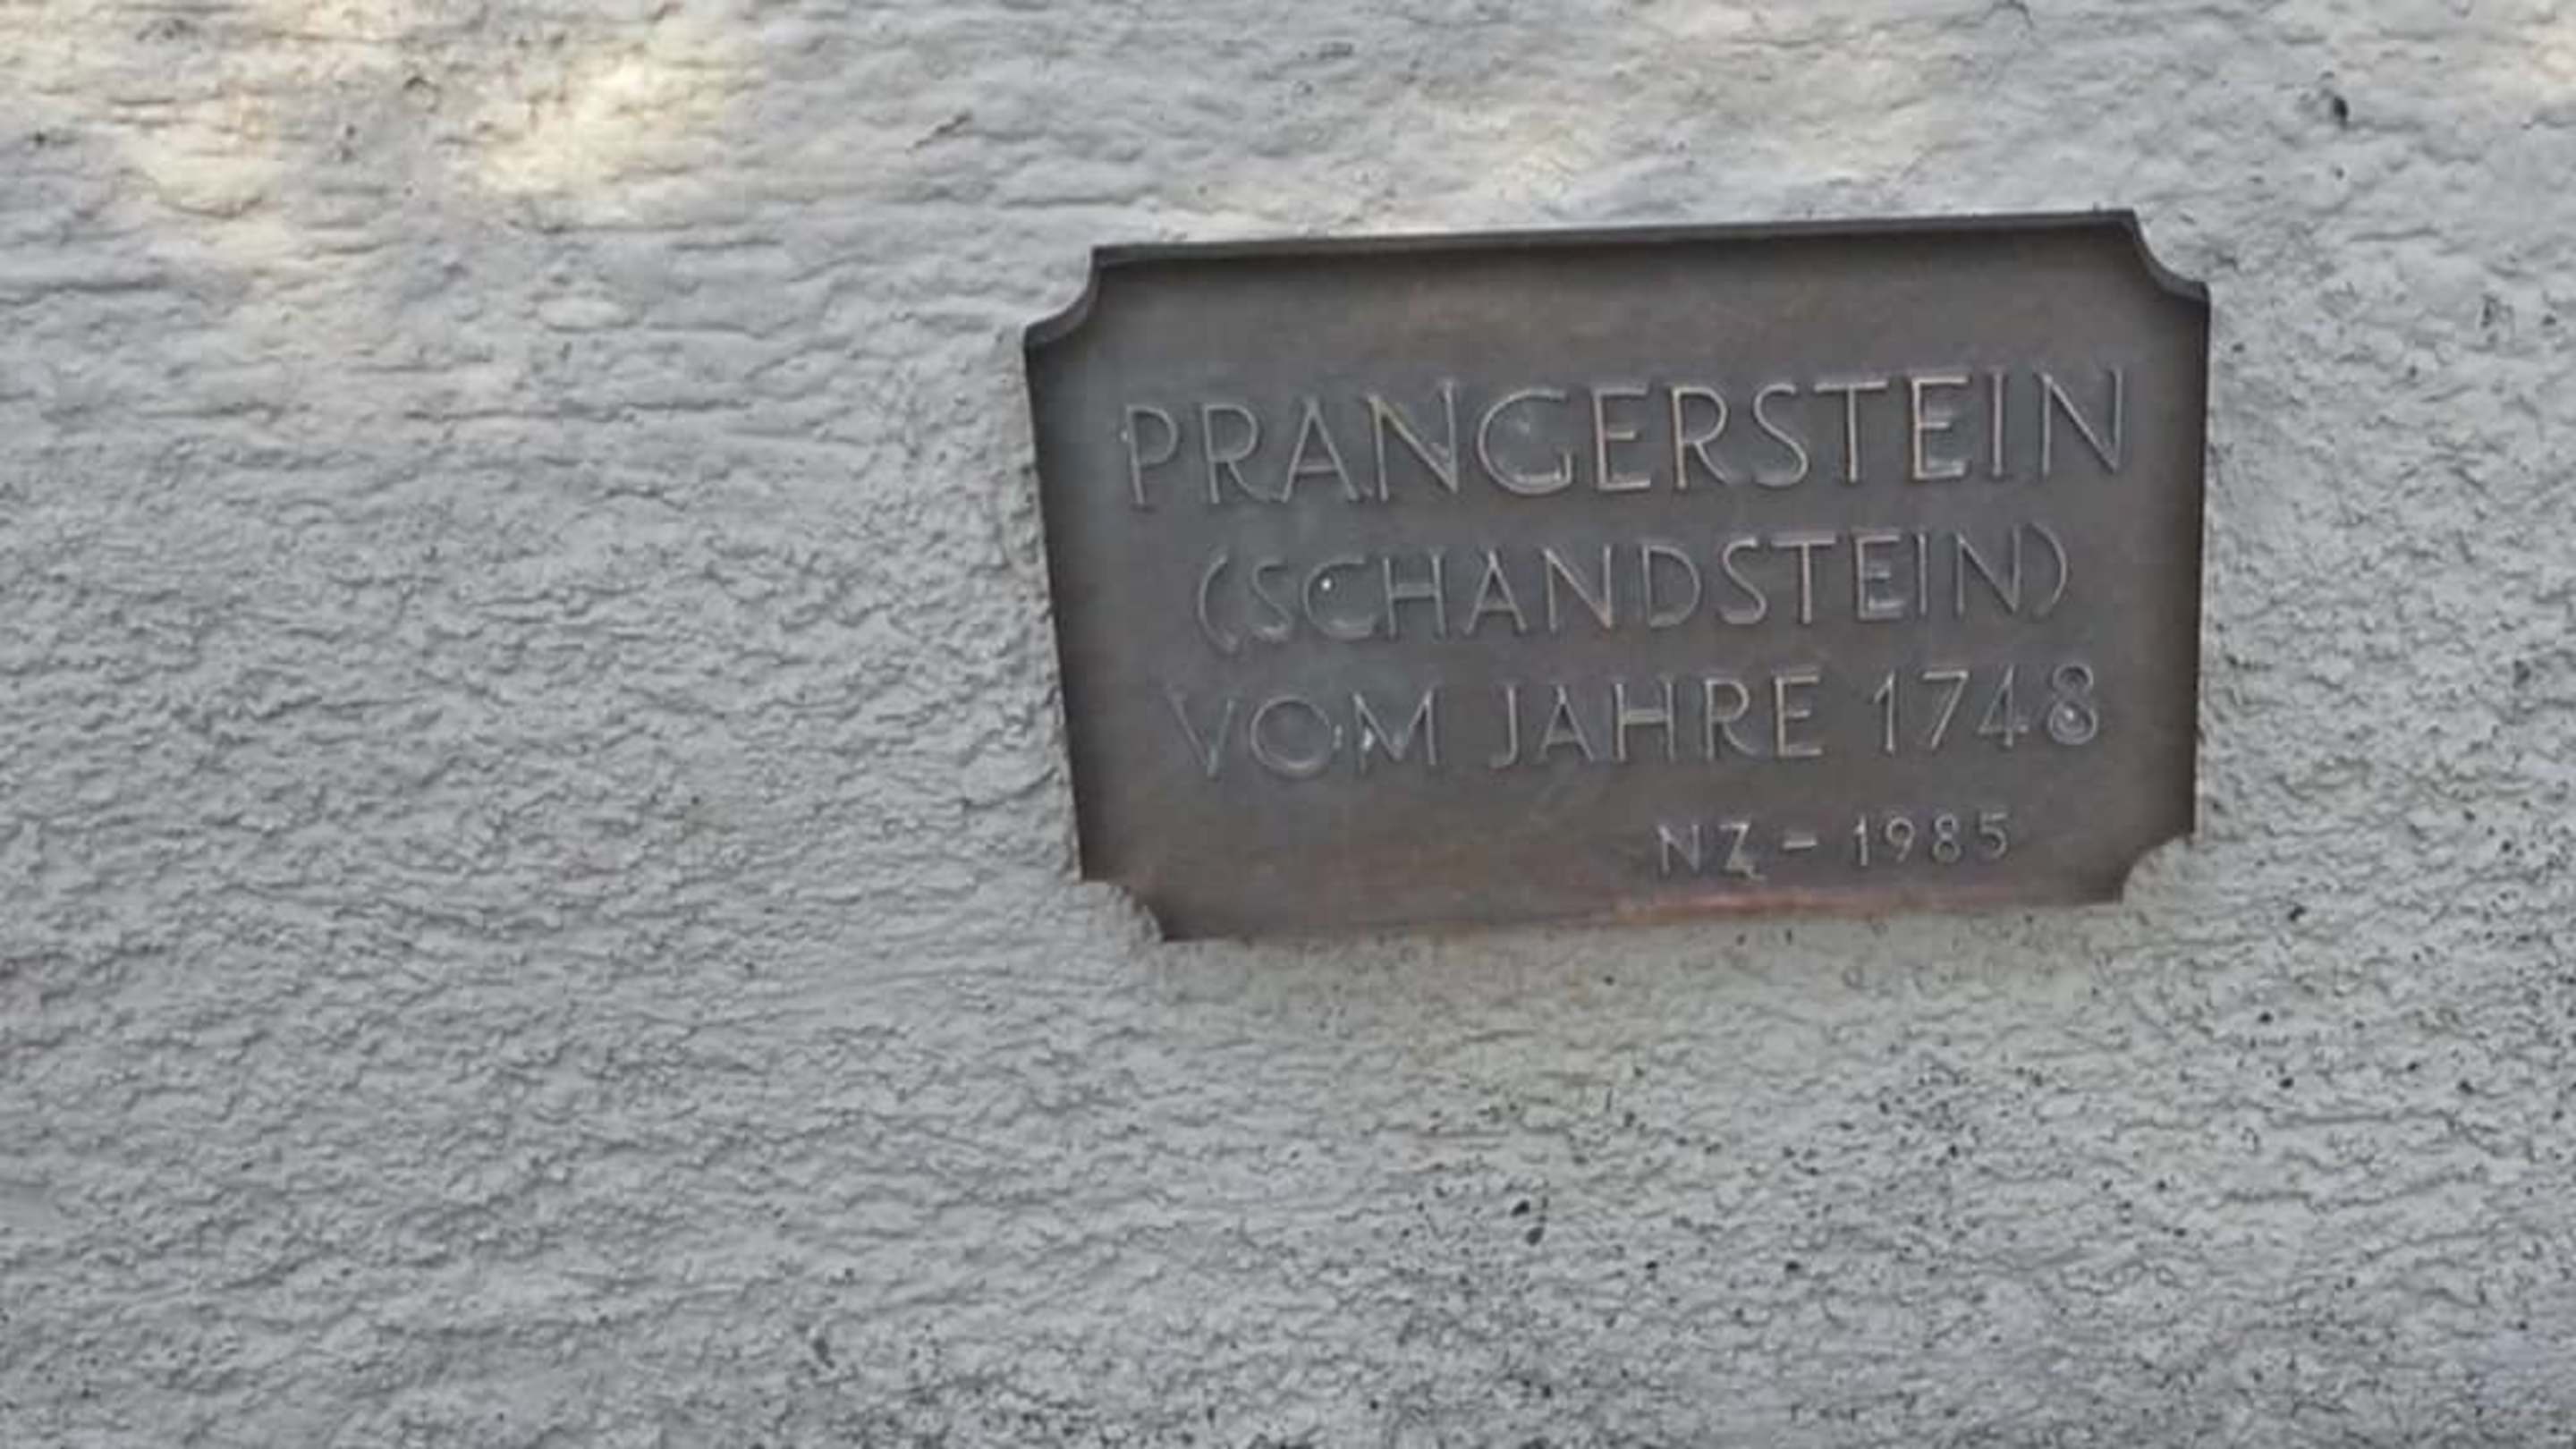 PRANGERSTEIN
(SCHANDSTEIN)
VOM JAHRE 1748
NZ - 1985